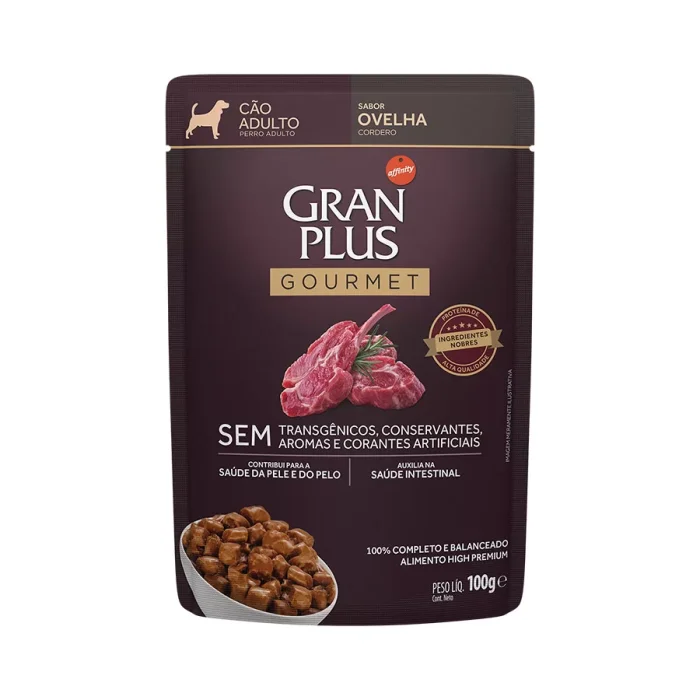 CÃO
ADULTO
PERRO ADULTO
SABOR
OVELHA
CORDERO
affinity
GRAN
PLUS
GOURMET
PROTEÍNA DE
INGREDIENTES
NOBRES
ALTA QUALIDADE
SEM TRANSGÊNICOS, CONSERVANTES,
AROMAS E CORANTES ARTIFICIAIS
CONTRIBUI PARA A
SAÚDE DA PELE E DO PELO
AUXILIA NA
SAÚDE INTESTINAL
IMAGEM MERAMENTE ILUSTRATIVA
100% COMPLETO E BALANCEADO
ALIMENTO HIGH PREMIUM
PESO LÍQ. 100g e
Cont. Neto